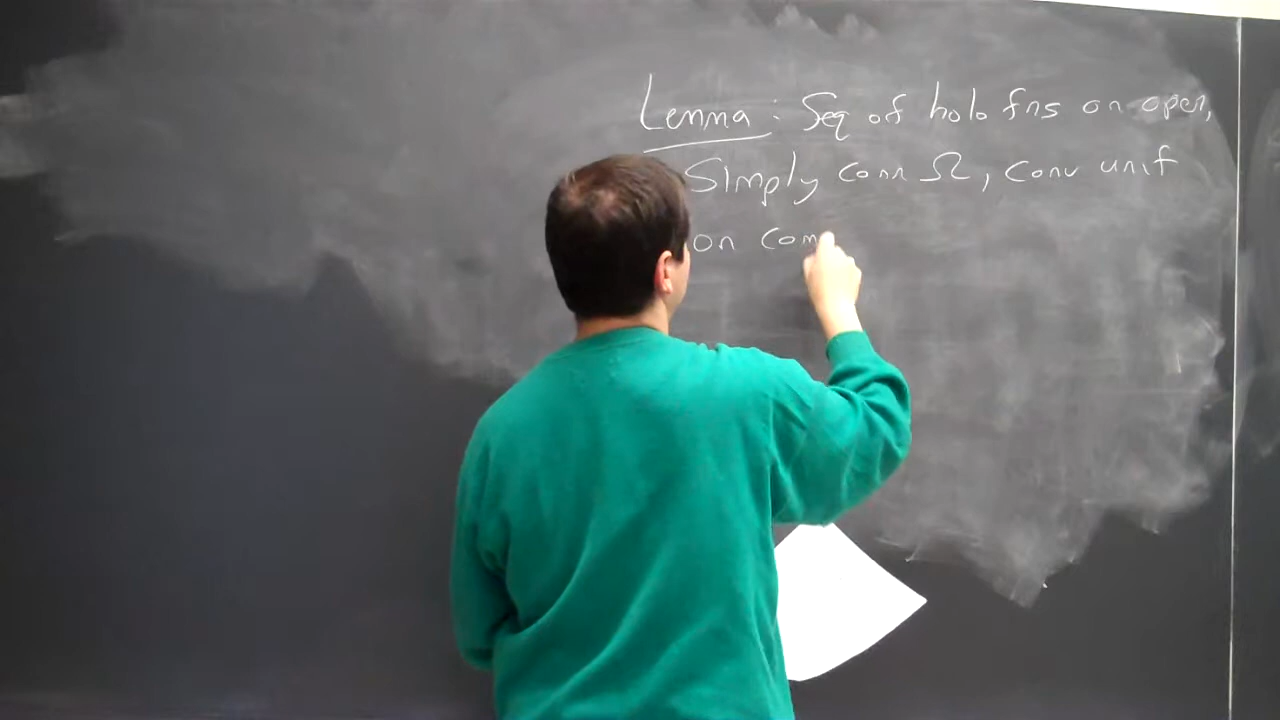 Lemma: Seq of holo fns on open,
Simply conn Ω, conv unif
on com